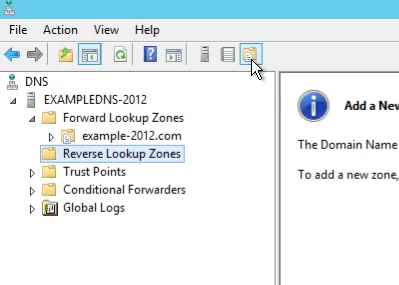 File Action View Help
DNS
EXAMPLEDNS-2012
Forward Lookup Zones
example-2012.com
Reverse Lookup Zones
Trust Points
Conditional Forwarders
Global Logs
Add a New
The Domain Name
To add a new zone,